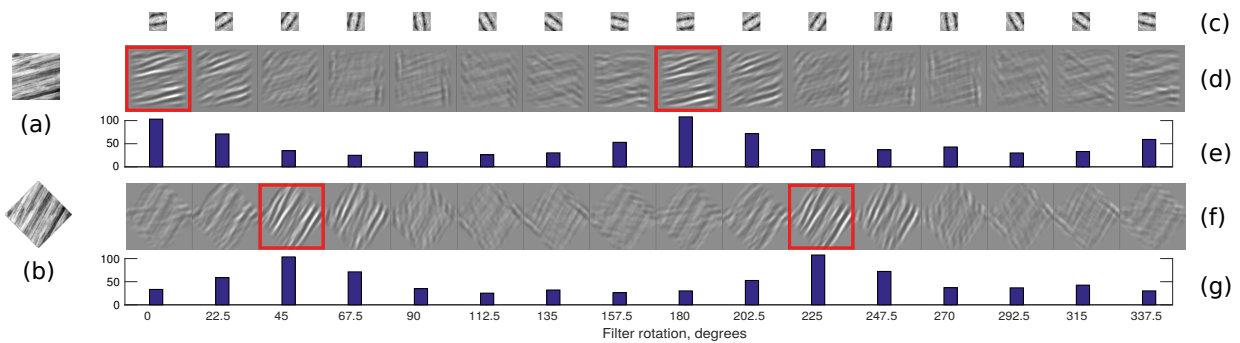 (c)
(d)
(a)
100
50
0
(e)
(f)
(b)
100
50
0
(g)
0 22.5 45 67.5 90 112.5 135 157.5 180 202.5 225 247.5 270 292.5 315 337.5
Filter rotation, degrees